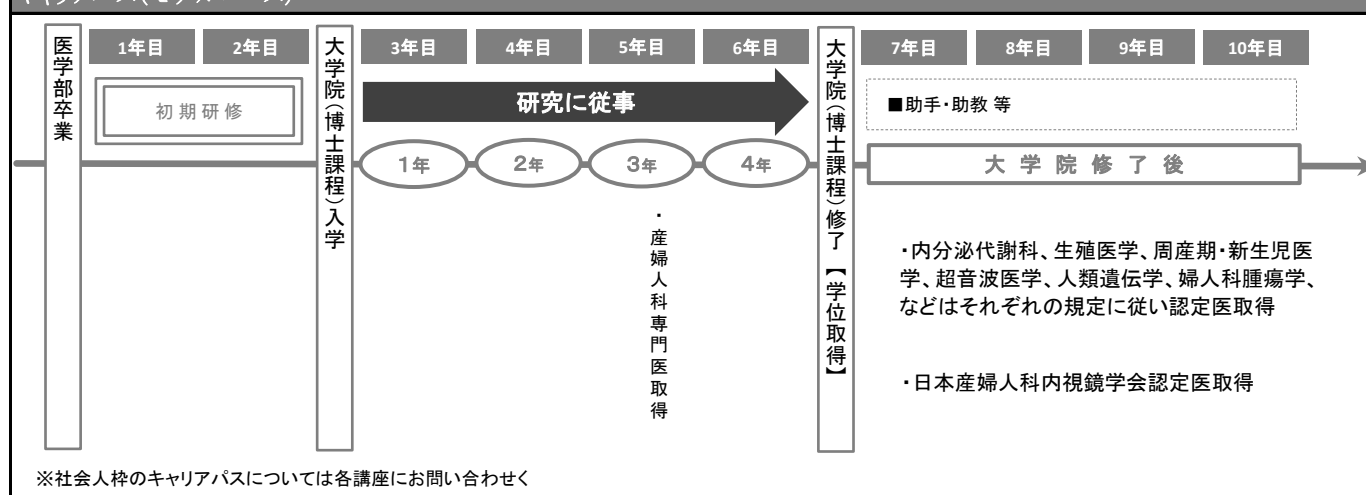 医学部卒業
1年目
2年目
初期研修
大学院（博士課程）入学
3年目
4年目
5年目
6年目
研究に従事
1年
2年
3年
4年
・産婦人科専門医取得
大学院（博士課程）修了【学位取得】
7年目
8年目
9年目
10年目
■助手・助教 等
大学院修了後
・内分泌代謝科、生殖医学、周産期・新生児医
学、超音波医学、人類遺伝学、婦人科腫瘍学、
などはそれぞれの規定に従い認定医取得
・日本産婦人科内視鏡学会認定医取得
※社会人枠のキャリアパスについては各講座にお問い合わせく